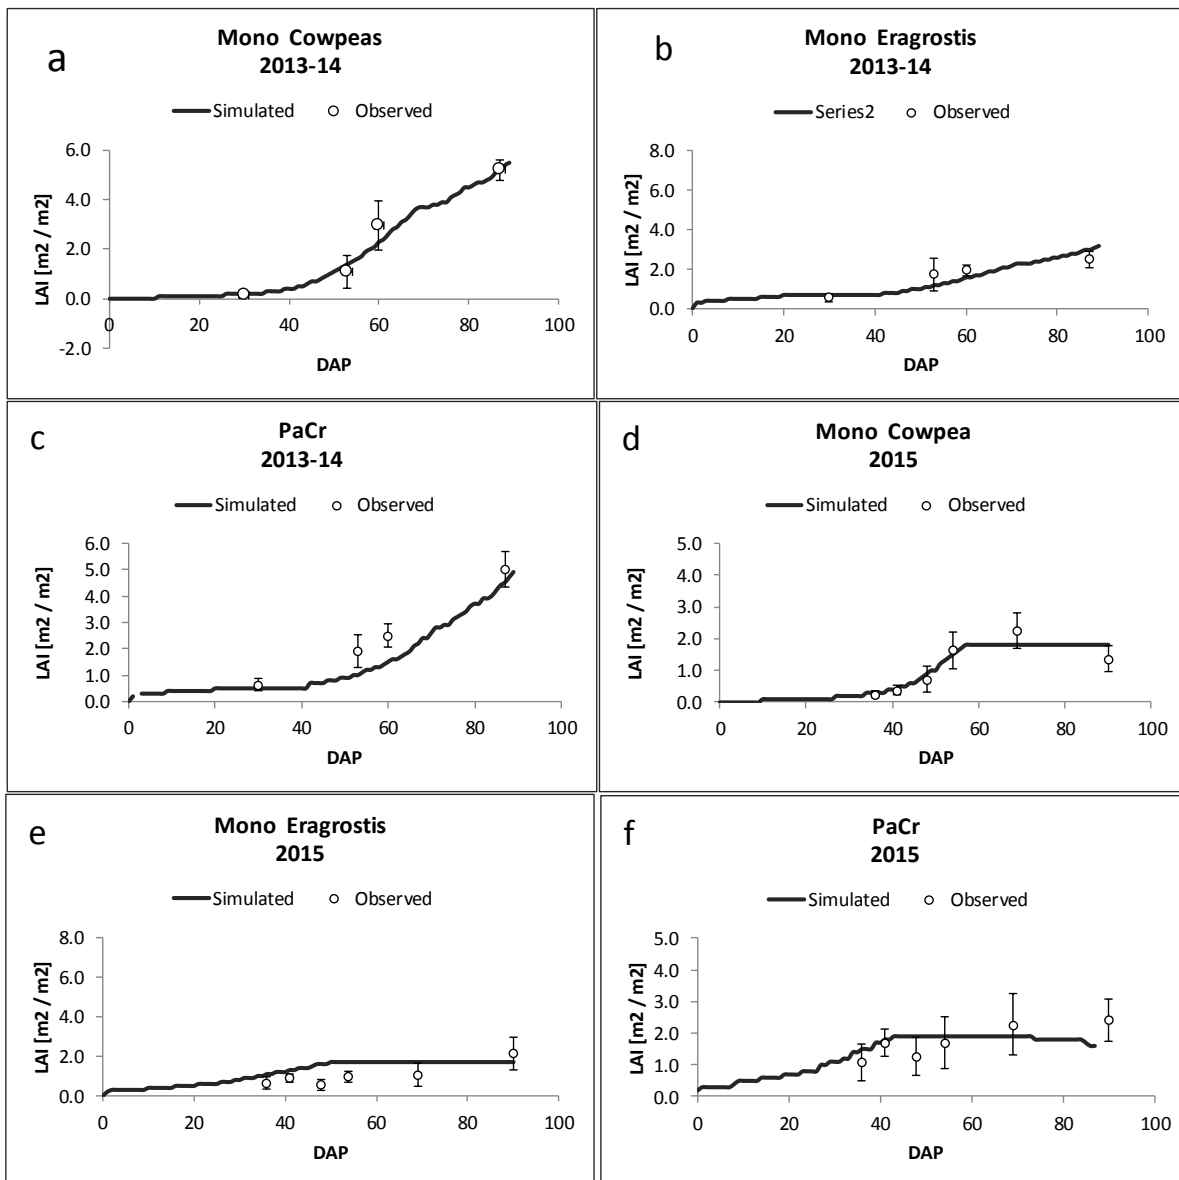 a
Mono Cowpeas
2013-14
Simulated Observed
6.0
4.0
2.0
0.0
-2.0
LAI [m2 / m2]
0 20 40 60 80 100
DAP
b
Mono Eragrostis
2013-14
Series2 Observed
8.0
6.0
4.0
2.0
0.0
LAI [m2 / m2]
0 20 40 60 80 100
DAP
c
PaCr
2013-14
Simulated Observed
6.0
5.0
4.0
3.0
2.0
1.0
0.0
LAI [m2 / m2]
0 20 40 60 80 100
DAP
d
Mono Cowpea
2015
Simulated Observed
5.0
4.0
3.0
2.0
1.0
0.0
LAI [m2 / m2]
0 20 40 60 80 100
DAP
e
Mono Eragrostis
2015
Simulated Observed
8.0
6.0
4.0
2.0
0.0
LAI [m2 / m2]
0 20 40 60 80 100
DAP
f
PaCr
2015
Simulated Observed
5.0
4.0
3.0
2.0
1.0
0.0
LAI [m2 / m2]
0 20 40 60 80 100
DAP